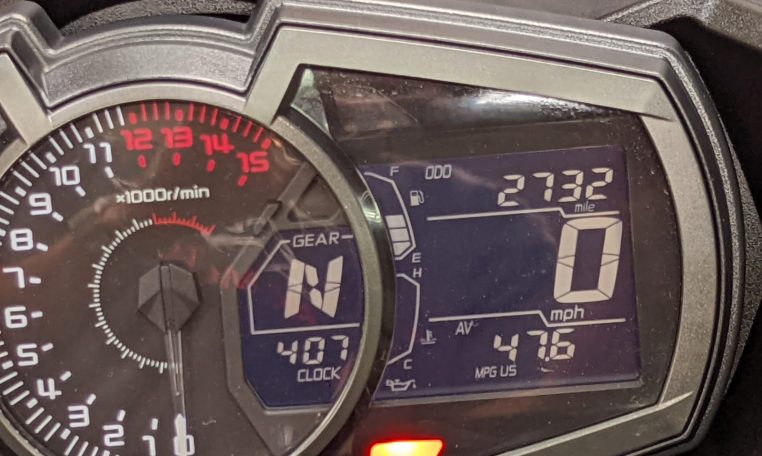 12 13 14 15
11
10
9
8
7
6
5
4
3
2
1
0
×1000r/min
GEAR
N
407
CLOCK
F
E
H
C
ODO
2732
mile
0
mph
AV
47.6
MPG US